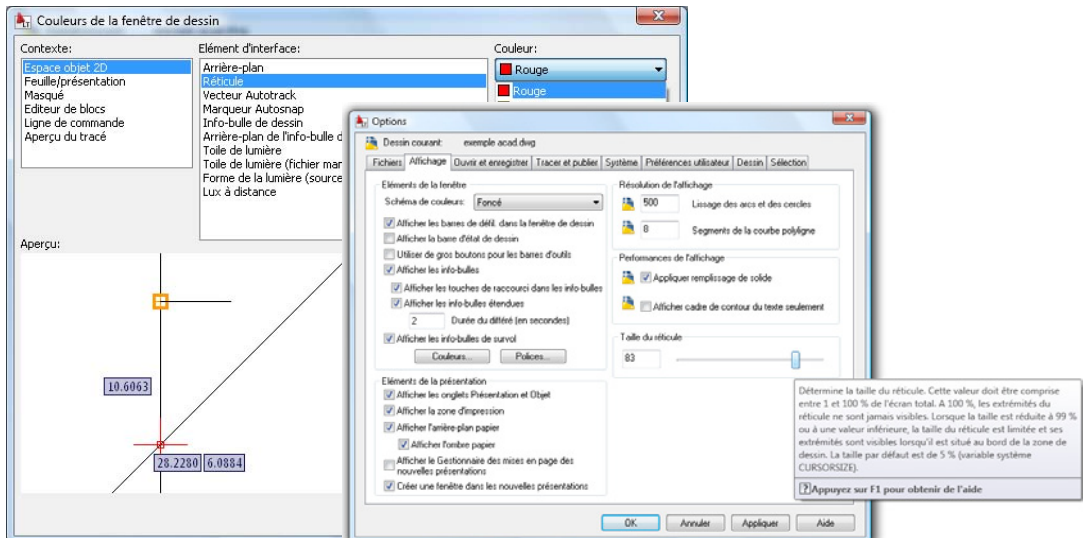 Couleurs de la fenêtre de dessin
Contexte:
Espace objet 2D
Feuille/présentation
Masqué
Editeur de blocs
Ligne de commande
Aperçu du tracé
Elément d'interface:
Arrière-plan
Réticule
Vecteur Autotrack
Marqueur Autosnap
Info-bulle de dessin
Arrière-plan de l'info-bulle d
Toile de lumière
Toile de lumière (fichier mar
Forme de la lumière (source
Lux à distance
Couleur:
Rouge
Rouge
Aperçu:
10.6063
28.2280 6.0884
Options
Dessin courant: exemple acad.dwg
Fichiers Affichage Ouvrir et enregistrer Tracer et publier Système Préférences utilisateur Dessin Sélection
Eléments de la fenêtre
Schéma de couleurs: Foncé
Afficher les barres de défil. dans la fenêtre de dessin
Afficher la barre d'état de dessin
Utiliser de gros boutons pour les barres d'outils
Afficher les info-bulles
Afficher les touches de raccourci dans les info-bulles
Afficher les info-bulles étendues
2 Durée du différé (en secondes)
Afficher les info-bulles de survol
Couleurs... Polices...
Eléments de la présentation
Afficher les onglets Présentation et Objet
Afficher la zone d'impression
Afficher l'arrière-plan papier
Afficher l'ombre papier
Afficher le Gestionnaire des mises en page des
nouvelles présentations
Créer une fenêtre dans les nouvelles présentations
Résolution de l'affichage
500 Lissage des arcs et des cercles
8 Segments de la courbe polyligne
Performances de l'affichage
Appliquer remplissage de solide
Afficher cadre de contour du texte seulement
Taille du réticule
83
OK Annuler Appliquer Aide
Détermine la taille du réticule. Cette valeur doit être comprise
entre 1 et 100 % de l'écran total. A 100 %, les extrémités du
réticule ne sont jamais visibles. Lorsque la taille est réduite à 99 %
ou à une valeur inférieure, la taille du réticule est limitée et ses
extrémités sont visibles lorsqu'il est situé au bord de la zone de
dessin. La taille par défaut est de 5 % (variable système
CURSORSIZE).
Appuyez sur F1 pour obtenir de l'aide